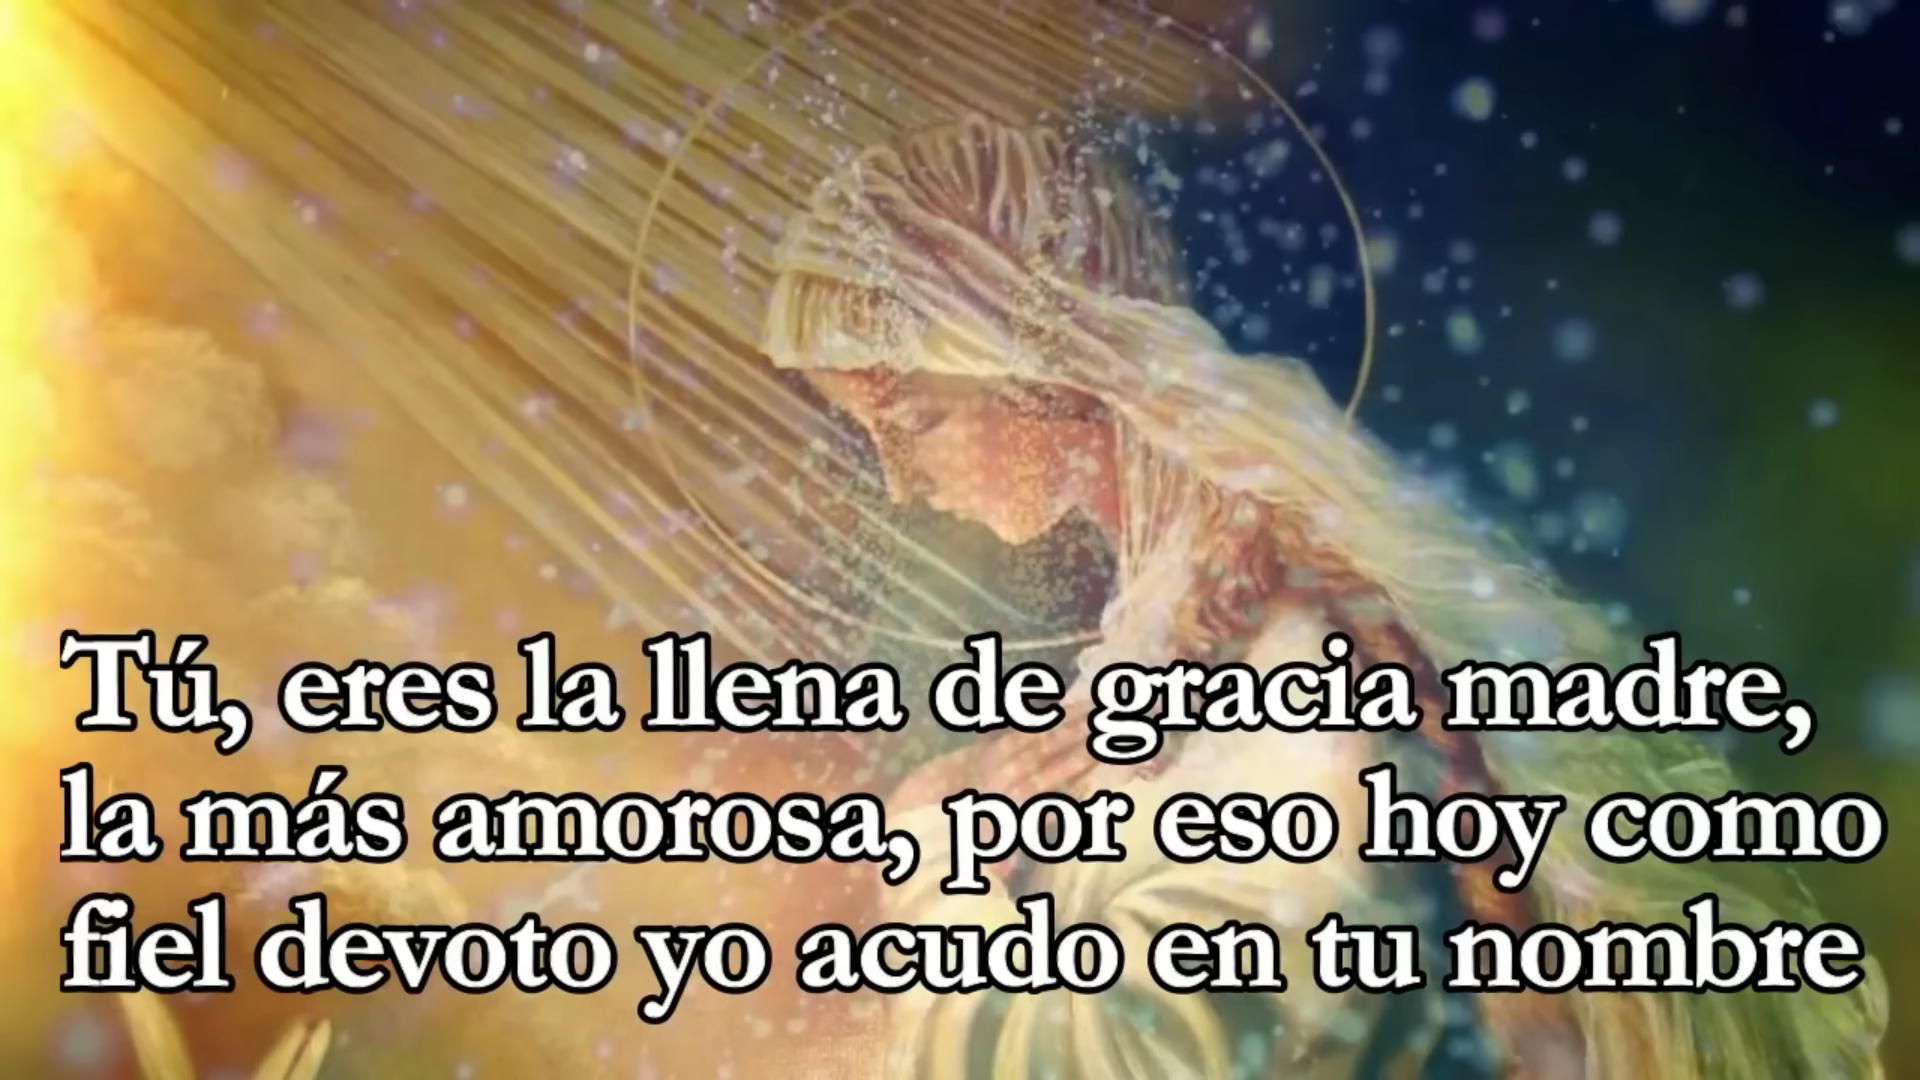 Tú, eres la llena de gracia madre,
la más amorosa, por eso hoy como
fiel devoto yo acudo en tu nombre